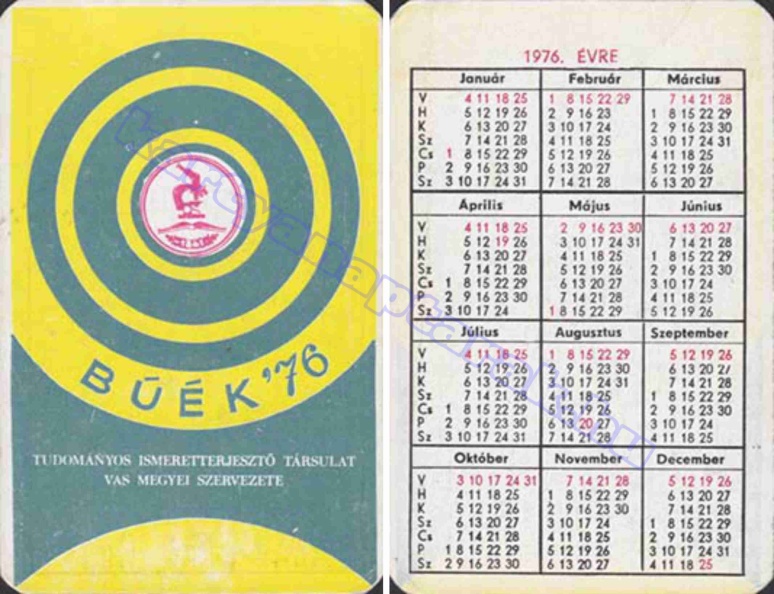 BÚÉK '76
TUDOMÁNYOS ISMERETTERJESZTŐ TÁRSULAT
VAS MEGYEI SZERVEZETE
kartyanaptarok.hu
1976. ÉVRE
Január Február Március
V 4 11 18 25 1 8 15 22 29 7 14 21 28
H 5 12 19 26 2 9 16 23 1 8 15 22 29
K 6 13 20 27 3 10 17 24 2 9 16 23 30
Sz 7 14 21 28 4 11 18 25 3 10 17 24 31
Cs 1 8 15 22 29 5 12 19 26 4 11 18 25
P 2 9 16 23 30 6 13 20 27 5 12 19 26
Sz 3 10 17 24 31 7 14 21 28 6 13 20 27
Április Május Június
V 4 11 18 25 2 9 16 23 30 6 13 20 27
H 5 12 19 26 3 10 17 24 31 7 14 21 28
K 6 13 20 27 4 11 18 25 1 8 15 22 29
Sz 7 14 21 28 5 12 19 26 2 9 16 23 30
Cs 1 8 15 22 29 6 13 20 27 3 10 17 24
P 2 9 16 23 30 7 14 21 28 4 11 18 25
Sz 3 10 17 24 1 8 15 22 29 5 12 19 26
Július Augusztus Szeptember
V 4 11 18 25 1 8 15 22 29 5 12 19 26
H 5 12 19 26 2 9 16 23 30 6 13 20 27
K 6 13 20 27 3 10 17 24 31 7 14 21 28
Sz 7 14 21 28 4 11 18 25 1 8 15 22 29
Cs 1 8 15 22 29 5 12 19 26 2 9 16 23 30
P 2 9 16 23 30 6 13 20 27 3 10 17 24
Sz 3 10 17 24 31 7 14 21 28 4 11 18 25
Október November December
V 3 10 17 24 31 7 14 21 28 5 12 19 26
H 4 11 18 25 1 8 15 22 29 6 13 20 27
K 5 12 19 26 2 9 16 23 30 7 14 21 28
Sz 6 13 20 27 3 10 17 24 1 8 15 22 29
Cs 7 14 21 28 4 11 18 25 2 9 16 23 30
P 1 8 15 22 29 5 12 19 26 3 10 17 24 31
Sz 2 9 16 23 30 6 13 20 27 4 11 18 25